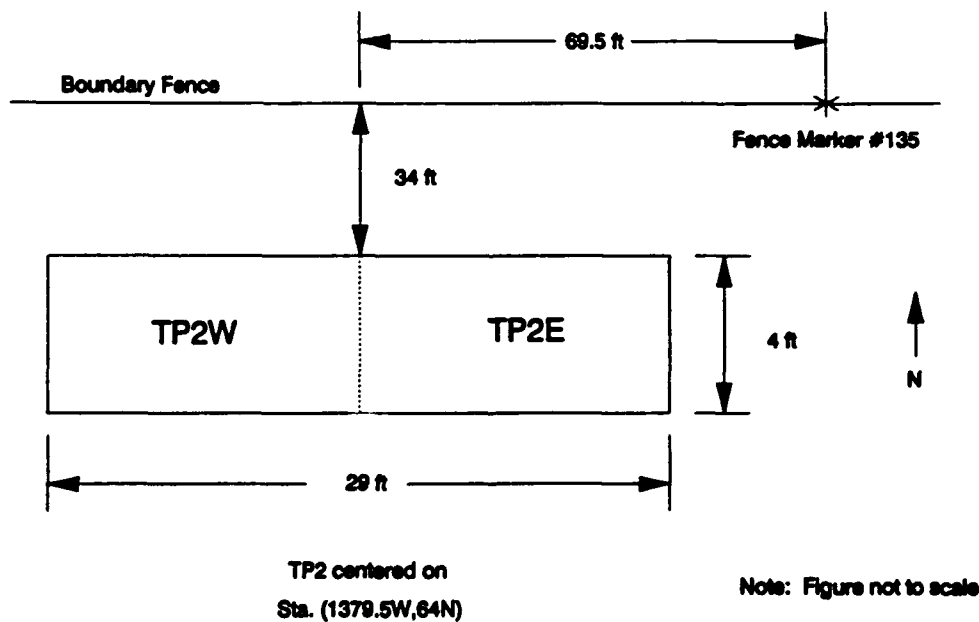 69.5 ft
Boundary Fence
Fence Marker #135
34 ft
TP2W
TP2E
4 ft
N
29 ft
TP2 centered on
Sta. (1379.5W,64N)
Note: Figure not to scale